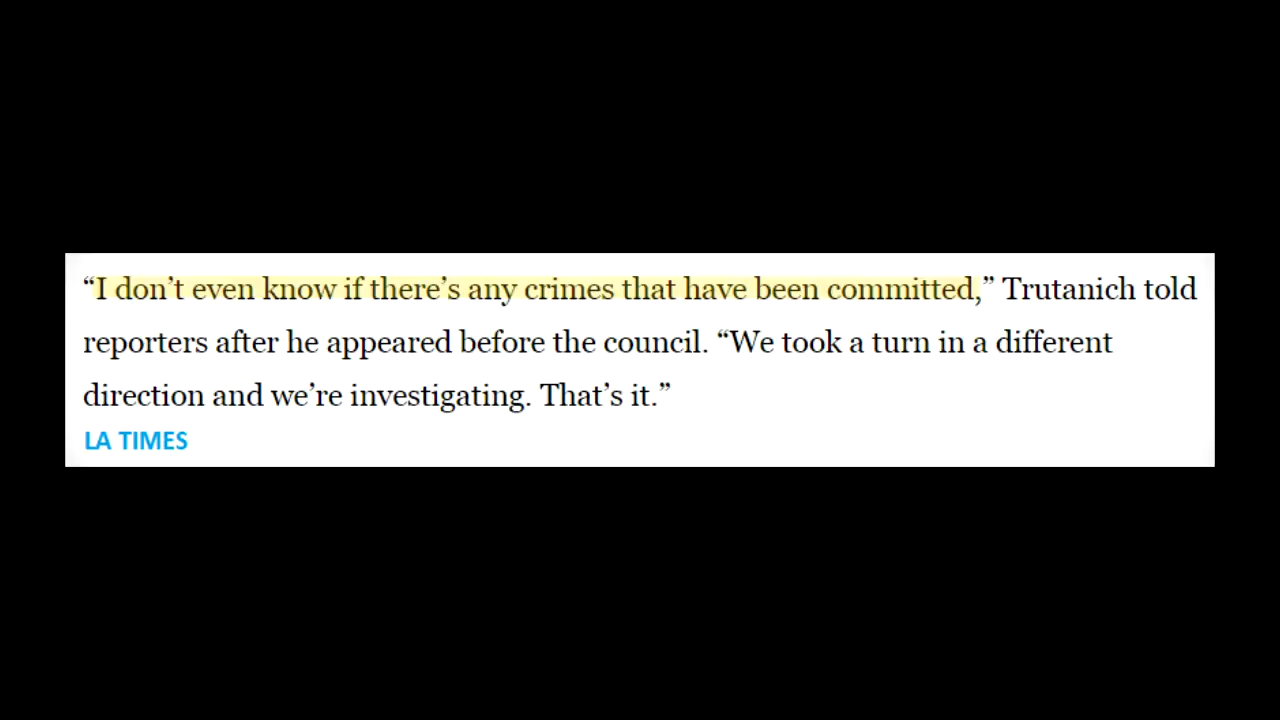 “I don’t even know if there’s any crimes that have been committed,” Trutanich told
reporters after he appeared before the council. “We took a turn in a different
direction and we’re investigating. That’s it.”
LA TIMES